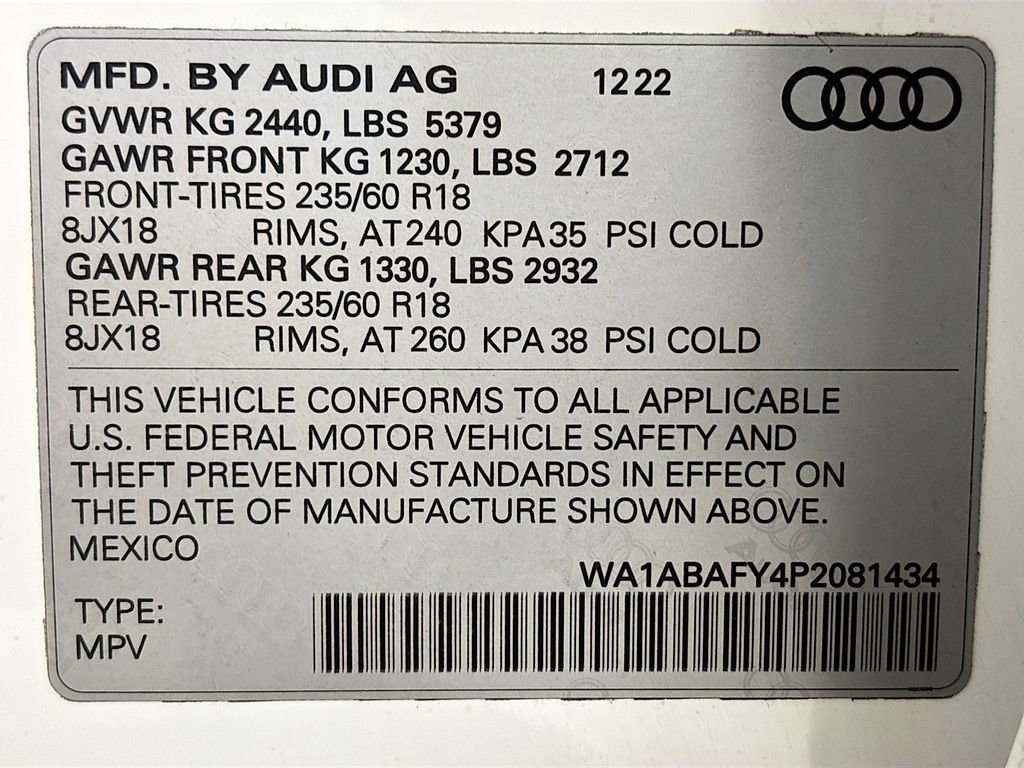 MFD. BY AUDI AG 1222
GVWR KG 2440, LBS 5379
GAWR FRONT KG 1230, LBS 2712
FRONT-TIRES 235/60 R18
8JX18 RIMS, AT 240 KPA 35 PSI COLD
GAWR REAR KG 1330, LBS 2932
REAR-TIRES 235/60 R18
8JX18 RIMS, AT 260 KPA 38 PSI COLD
THIS VEHICLE CONFORMS TO ALL APPLICABLE
U.S. FEDERAL MOTOR VEHICLE SAFETY AND
THEFT PREVENTION STANDARDS IN EFFECT ON
THE DATE OF MANUFACTURE SHOWN ABOVE.
MEXICO
WA1ABAFY4P2081434
TYPE:
MPV